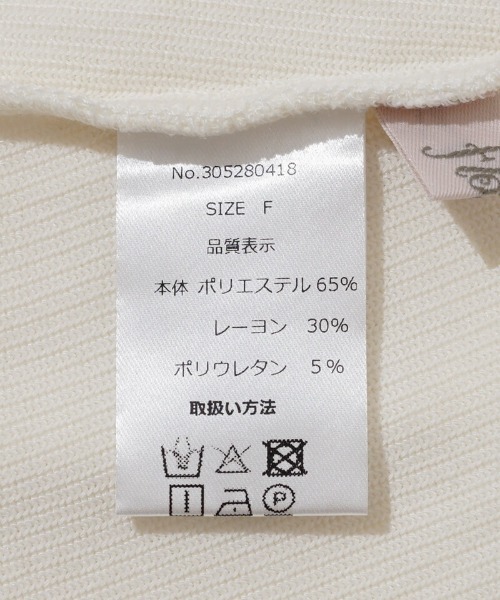 No.305280418
SIZE F
品質表示
本体 ポリエステル 65%
レーヨン 30%
ポリウレタン 5%
取扱い方法
P